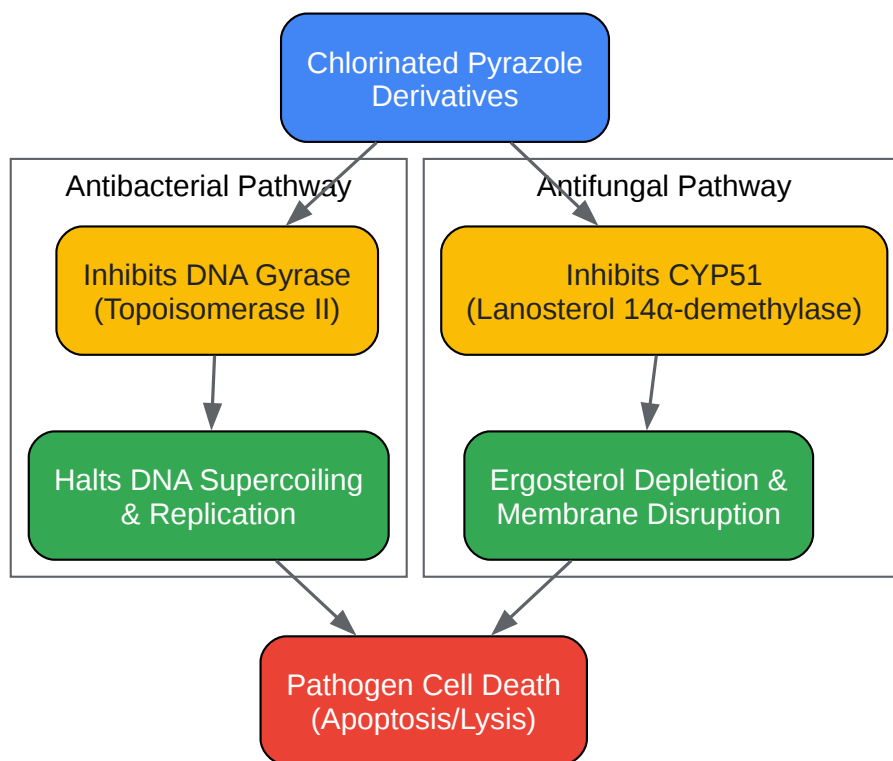 Chlorinated Pyrazole
Derivatives
Antibacterial Pathway
Inhibits DNA Gyrase
(Topoisomerase II)
Halts DNA Supercoiling
& Replication
Antifungal Pathway
Inhibits CYP51
(Lanosterol 14α-demethylase)
Ergosterol Depletion &
Membrane Disruption
Pathogen Cell Death
(Apoptosis/Lysis)